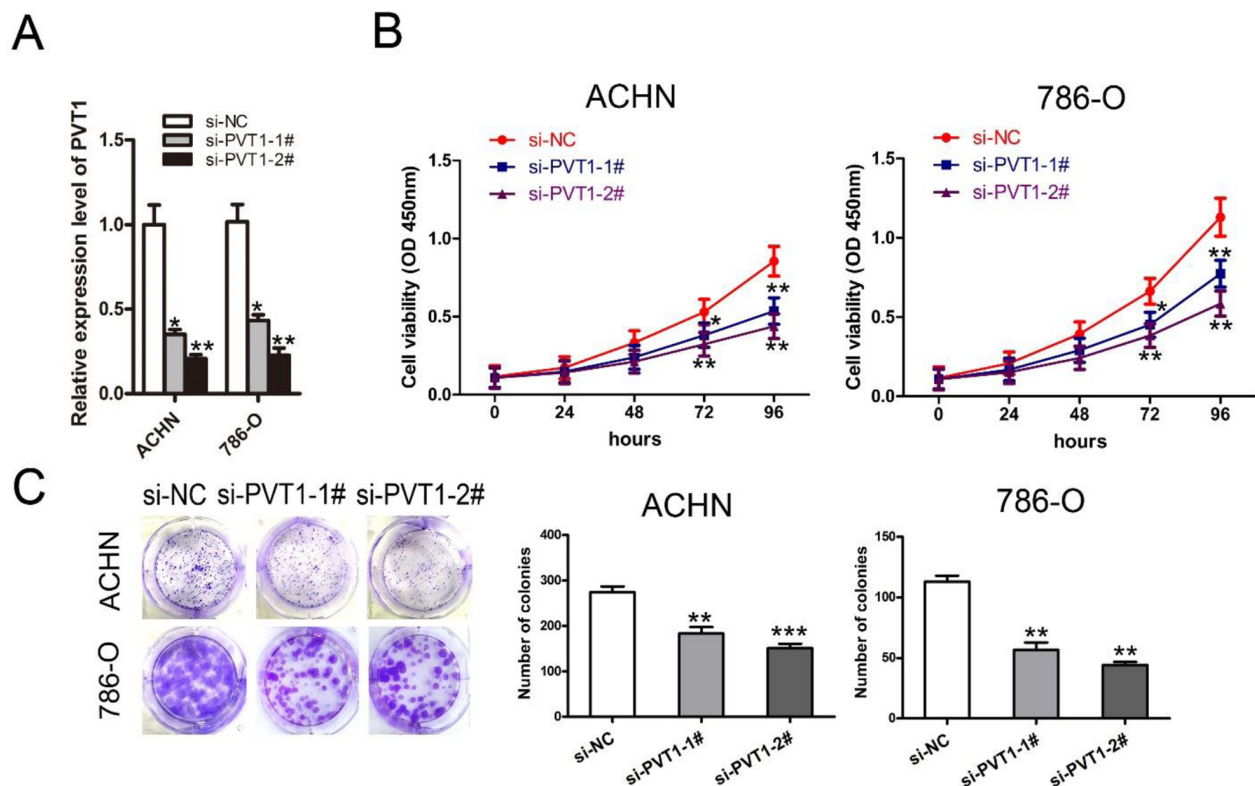 A
si-NC
si-PVT1-1#
si-PVT1-2#
Relative expression level of PVT1
1.5
1.0
0.5
0.0
ACHN
786-O
B
ACHN
si-NC
si-PVT1-1#
si-PVT1-2#
Cell viability (OD 450nm)
1.5
1.0
0.5
0.0
* ** ** **
0 24 48 72 96
hours
786-O
si-NC
si-PVT1-1#
si-PVT1-2#
Cell viability (OD 450nm)
1.5
1.0
0.5
0.0
* ** ** **
0 24 48 72 96
hours
C
si-NC si-PVT1-1# si-PVT1-2#
ACHN
786-O
ACHN
Number of colonies
400
300
200
100
0
** ***
si-NC
si-PVT1-1#
si-PVT1-2#
786-O
Number of colonies
150
100
50
0
** **
si-NC
si-PVT1-1#
si-PVT1-2#